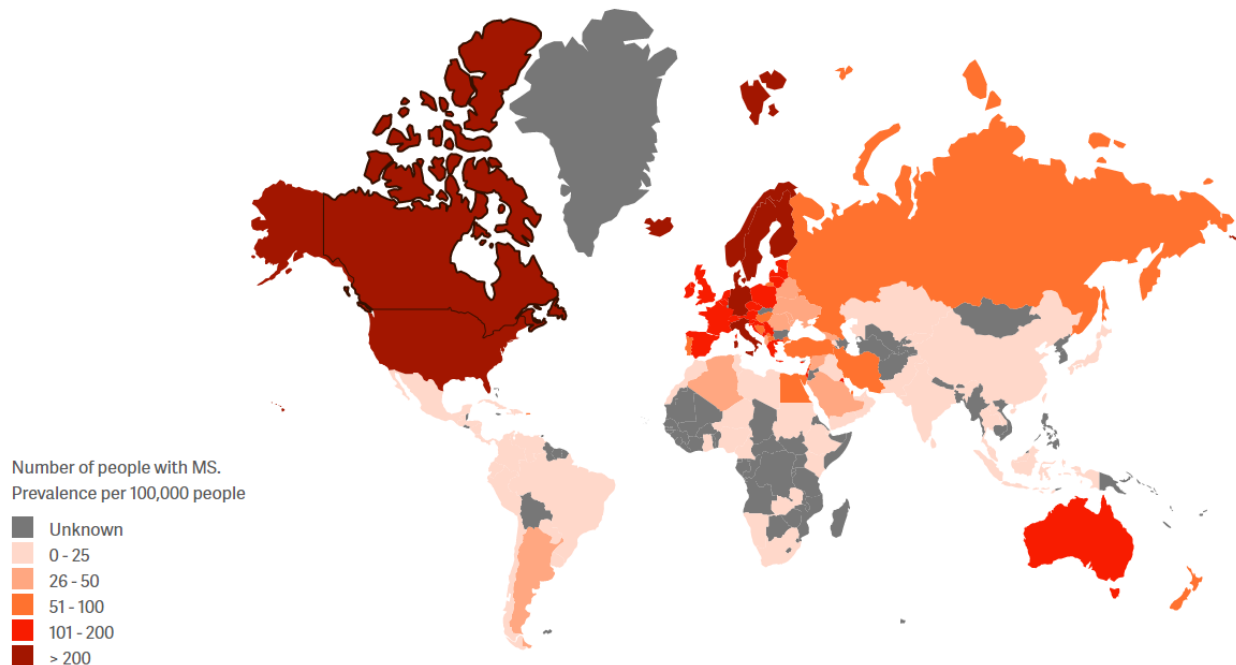 Number of people with MS.
Prevalence per 100,000 people
Unknown
0 - 25
26 - 50
51 - 100
101 - 200
> 200